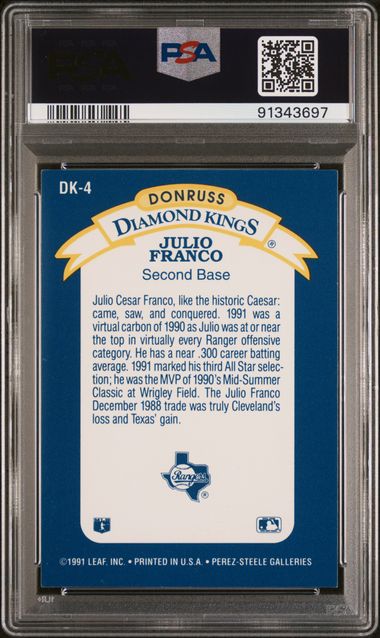 PSA
91343697
DK-4
DONRUSS
DIAMOND KINGS®
JULIO
FRANCO
Second Base
Julio Cesar Franco, like the historic Caesar:
came, saw, and conquered. 1991 was a
virtual carbon of 1990 as Julio was at or near
the top in virtually every Ranger offensive
category. He has a near .300 career batting
average. 1991 marked his third All Star selec-
tion; he was the MVP of 1990's Mid-Summer
Classic at Wrigley Field. The Julio Franco
December 1988 trade was truly Cleveland's
loss and Texas' gain.
Rangers
®
©1991 LEAF, INC. • PRINTED IN U.S.A. • PEREZ-STEELE GALLERIES
PSA